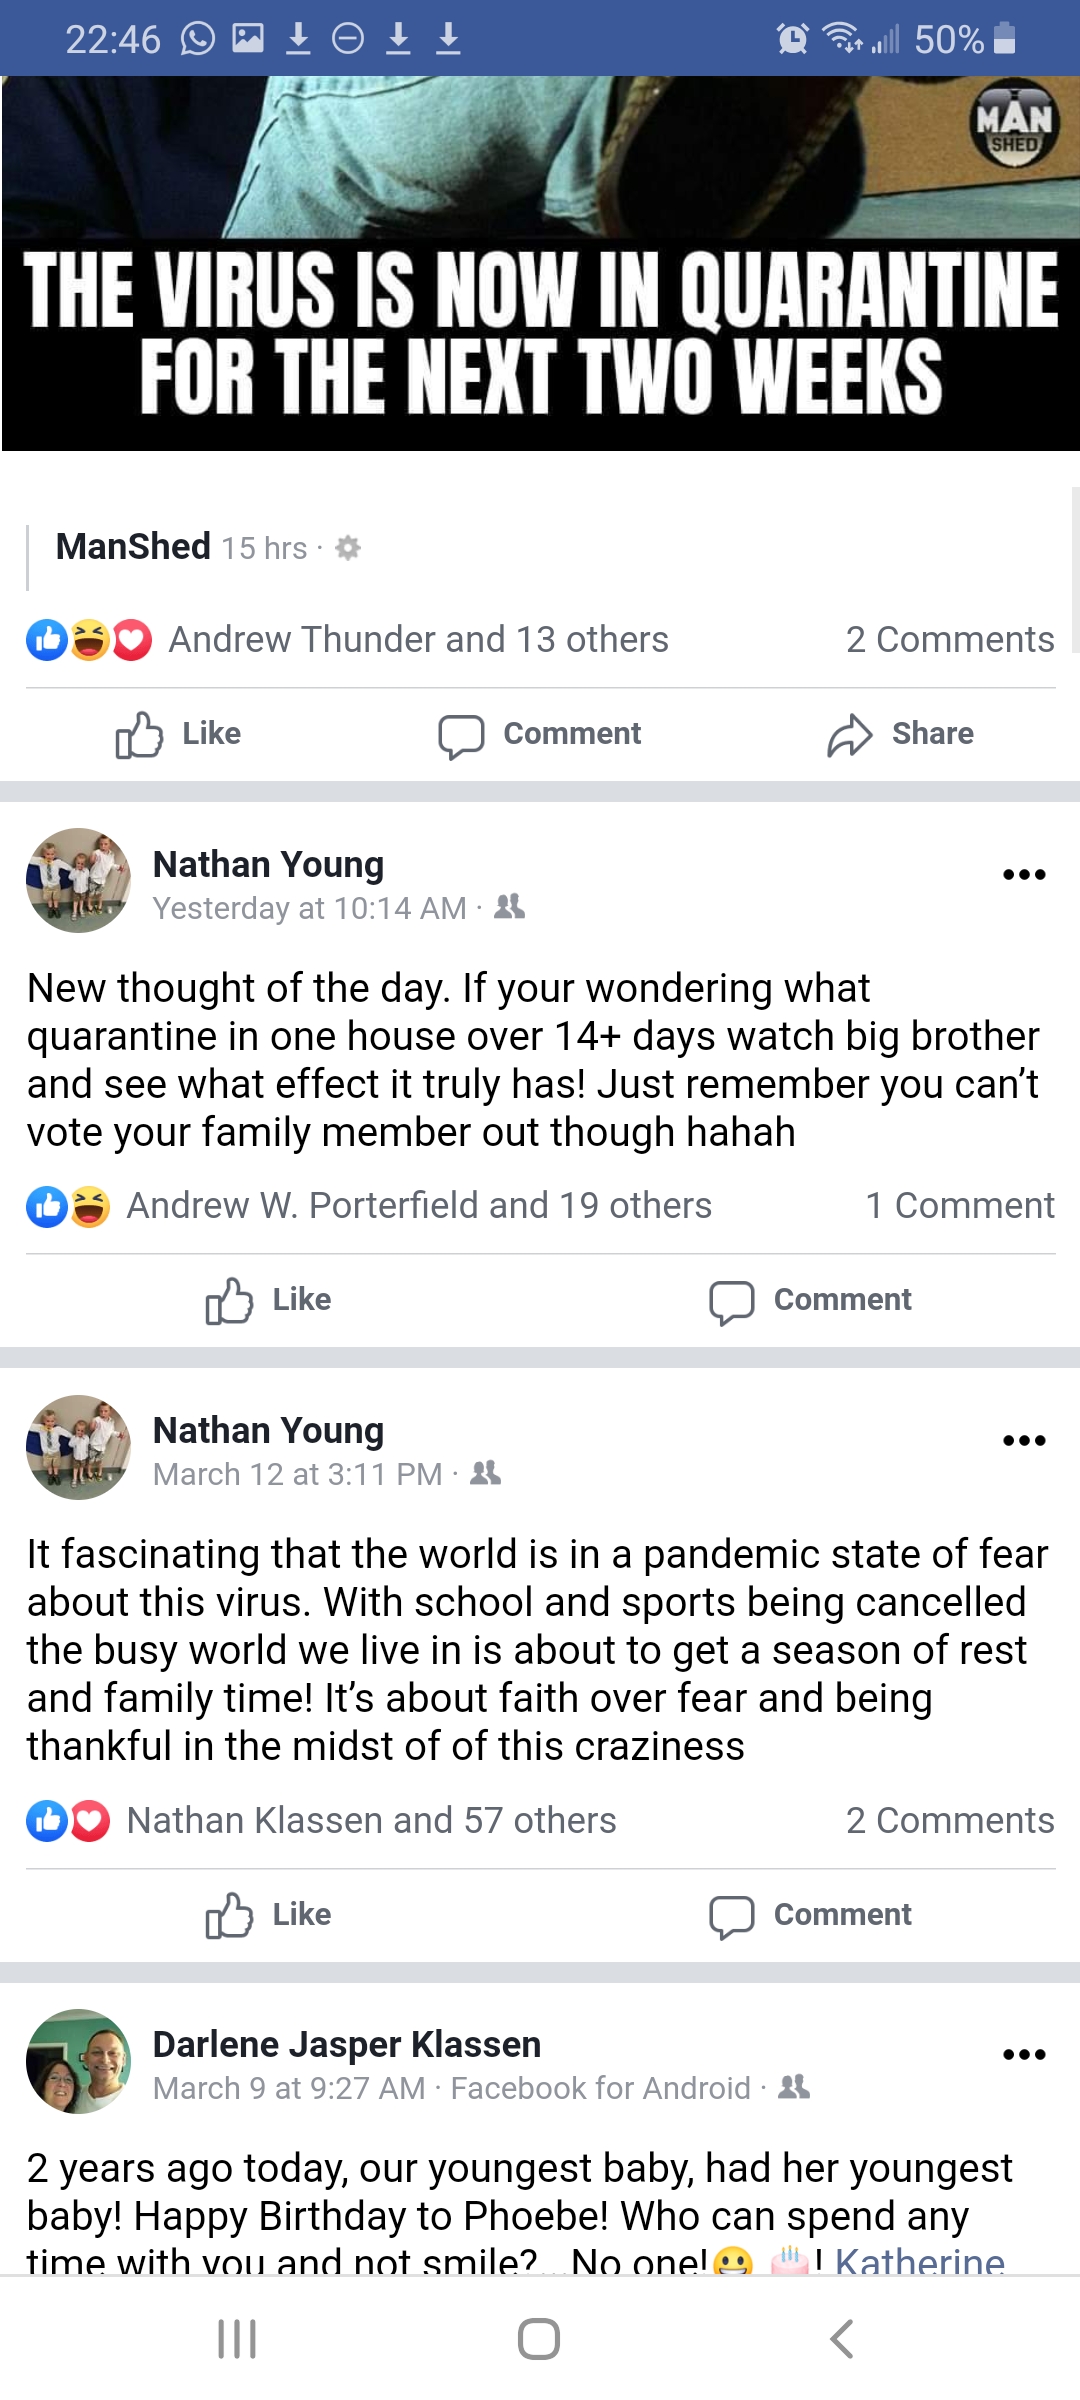 22:46
50%
MAN
SHED
THE VIRUS IS NOW IN QUARANTINE
FOR THE NEXT TWO WEEKS
ManShed 15 hrs ·
Andrew Thunder and 13 others 2 Comments
Like Comment Share
Nathan Young
Yesterday at 10:14 AM ·
New thought of the day. If your wondering what
quarantine in one house over 14+ days watch big brother
and see what effect it truly has! Just remember you can’t
vote your family member out though hahah
Andrew W. Porterfield and 19 others 1 Comment
Like Comment
Nathan Young
March 12 at 3:11 PM ·
It fascinating that the world is in a pandemic state of fear
about this virus. With school and sports being cancelled
the busy world we live in is about to get a season of rest
and family time! It’s about faith over fear and being
thankful in the midst of of this craziness
Nathan Klassen and 57 others 2 Comments
Like Comment
Darlene Jasper Klassen
March 9 at 9:27 AM · Facebook for Android ·
2 years ago today, our youngest baby, had her youngest
baby! Happy Birthday to Phoebe! Who can spend any
time with you and not smile?...No one!😀 🎂! Katherine